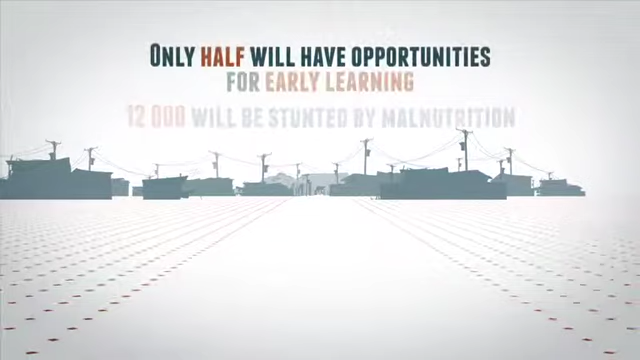 ONLY HALF WILL HAVE OPPORTUNITIES
FOR EARLY LEARNING
12 000 WILL BE STUNTED BY MALNUTRITION